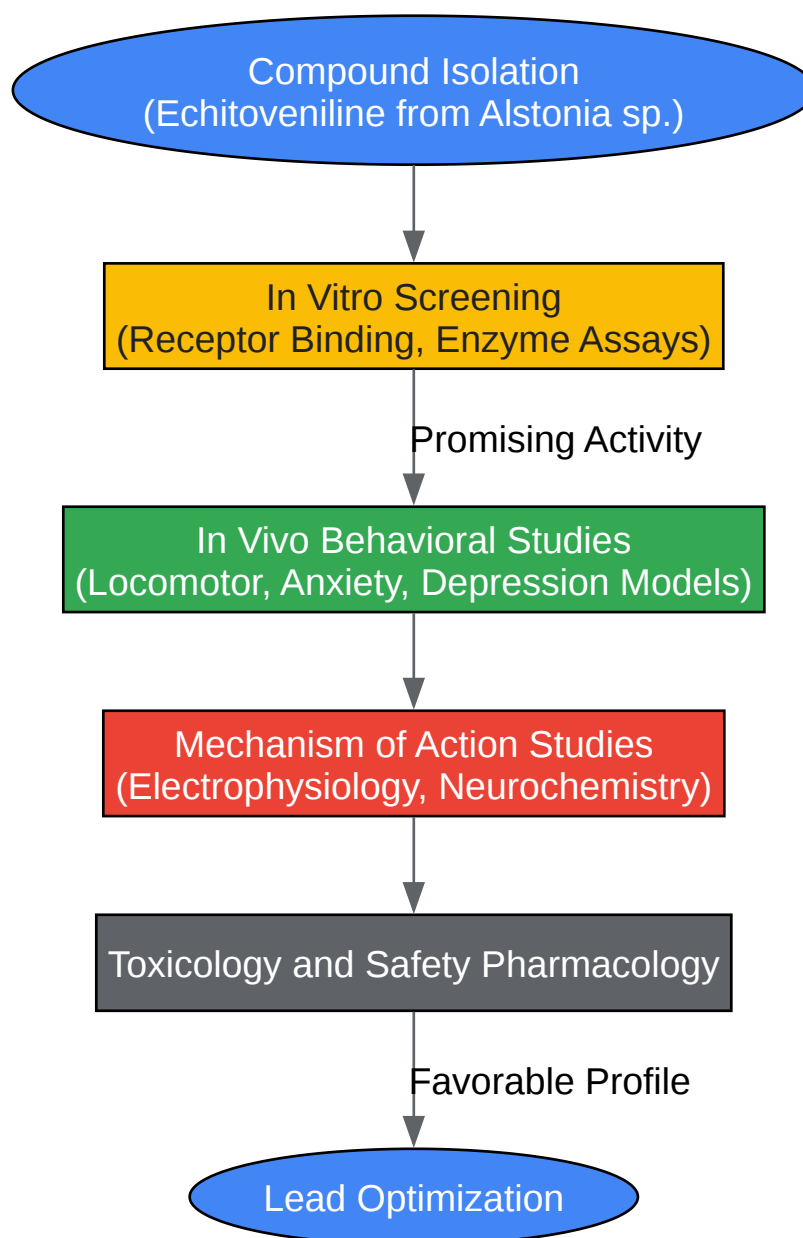 Compound Isolation
(Echitoveniline from Alstonia sp.)
In Vitro Screening
(Receptor Binding, Enzyme Assays)
Promising Activity
In Vivo Behavioral Studies
(Locomotor, Anxiety, Depression Models)
Mechanism of Action Studies
(Electrophysiology, Neurochemistry)
Toxicology and Safety Pharmacology
Favorable Profile
Lead Optimization